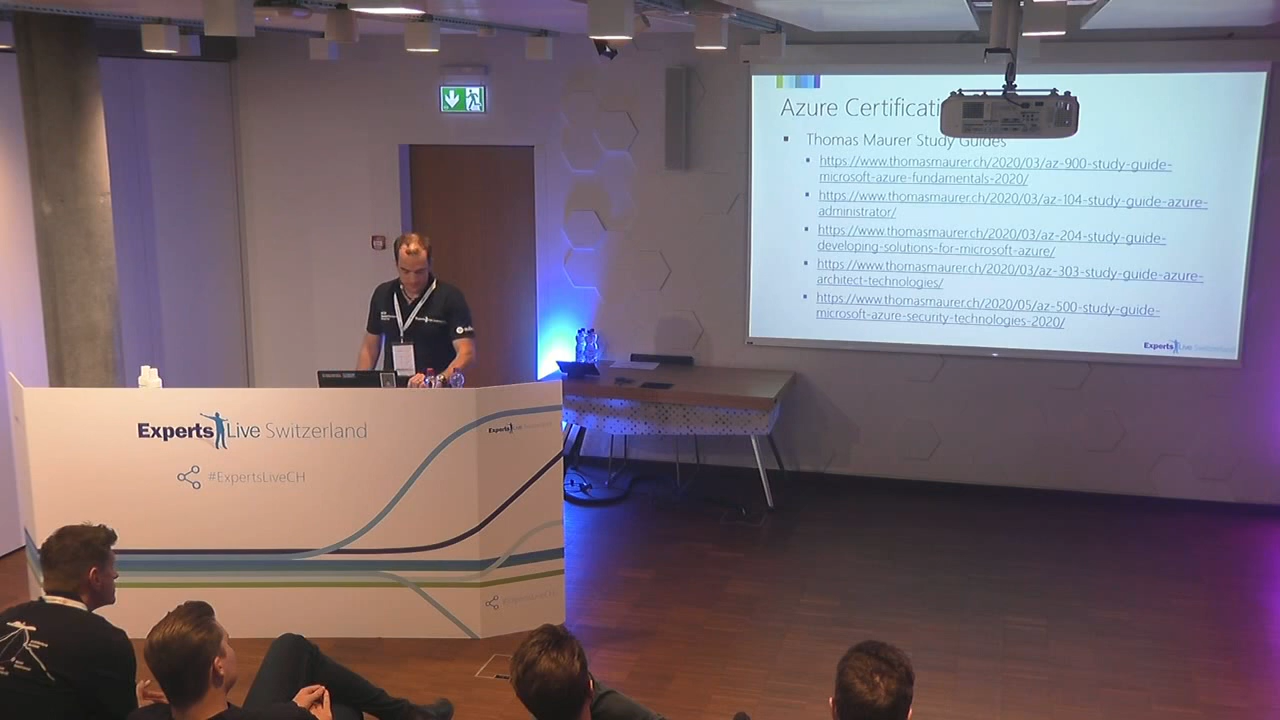 Azure Certificati
Thomas Maurer Study Guides
https://www.thomasmaurer.ch/2020/03/az-900-study-guide-
microsoft-azure-fundamentals-2020/
https://www.thomasmaurer.ch/2020/03/az-104-study-guide-azure-
administrator/
https://www.thomasmaurer.ch/2020/03/az-204-study-guide-
developing-solutions-for-microsoft-azure/
https://www.thomasmaurer.ch/2020/03/az-303-study-guide-azure-
architect-technologies/
https://www.thomasmaurer.ch/2020/05/az-500-study-guide-
microsoft-azure-security-technologies-2020/
Experts Live Switzerland
Experts Live Switzerland
#ExpertsLiveCH
Experts Live Switzerland
#ExpertsLiveCH